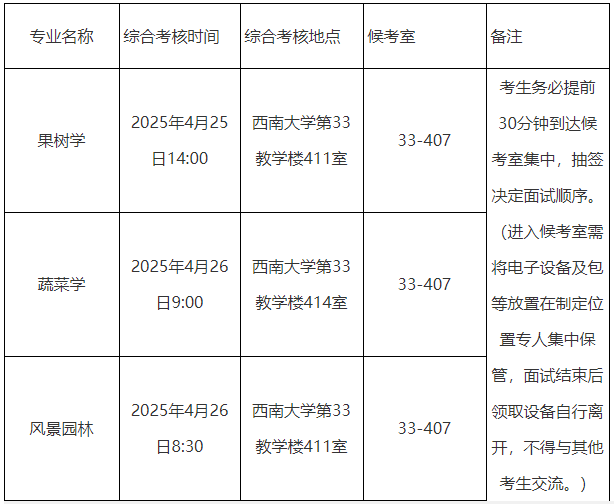 专业名称
综合考核时间
综合考核地点
候考室
备注
果树学
2025年4月25
日14:00
西南大学第33
教学楼411室
33-407
考生务必提前
30分钟到达候
考室集中，抽签
决定面试顺序。
（进入候考室需
将电子设备及包
等放置在制定位
置专人集中保
管，面试结束后
领取设备自行离
开，不得与其他
考生交流。）
蔬菜学
2025年4月26
日9:00
西南大学第33
教学楼414室
33-407
风景园林
2025年4月26
日8:30
西南大学第33
教学楼411室
33-407